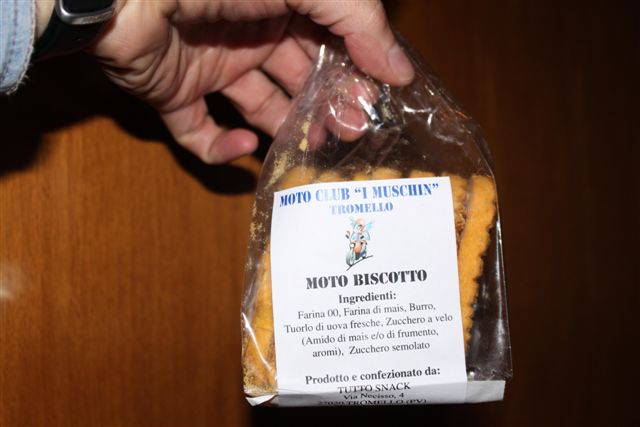 MOTO CLUB "I MUSCHIN"
TROMELLO
MOTO BISCOTTO
Ingredienti:
Farina 00, Farina di mais, Burro,
Tuorlo di uova fresche, Zucchero a velo
(Amido di mais e/o di frumento,
aromi), Zucchero semolato
Prodotto e confezionato da:
TUTTO SNACK
Via Necisso, 4
27020 TROMELLO (PV)